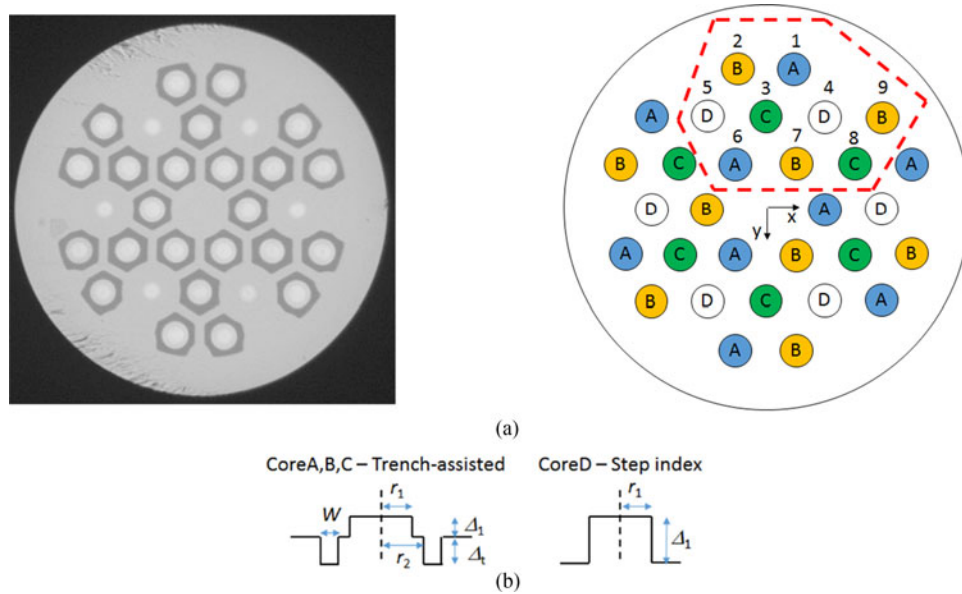 2 1
B A
5 3 4 9
A D C D B
6 7 8
B C A B C A
D B x A D
y
A C A B C B
B D C D A
A B
(a)
CoreA,B,C – Trench-assisted CoreD – Step index
r1 r1
W
Δ1
r2 Δt Δ1
(b)